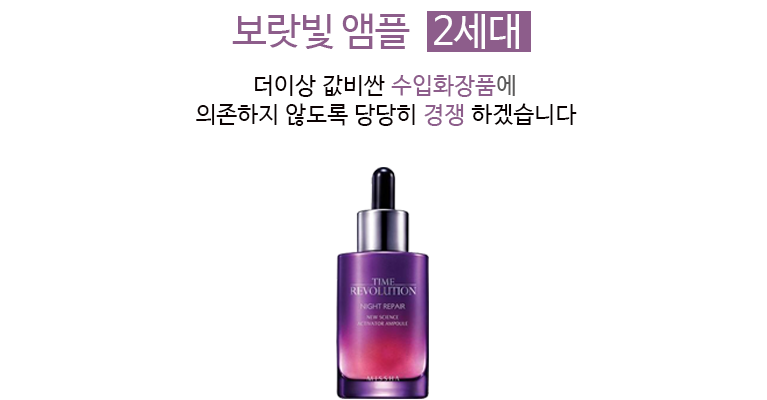 보랏빛 앰플 2세대
더이상 값비싼 수입화장품에
의존하지 않도록 당당히 경쟁 하겠습니다
TIME
REVOLUTION
NIGHT REPAIR
NEW SCIENCE
ACTIVATOR AMPOULE
MISSHA